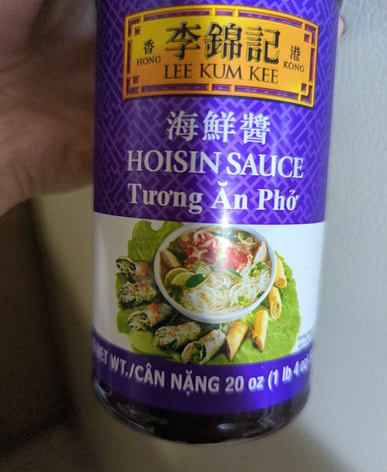 香 李錦記 港
HONG LEE KUM KEE KONG
海鮮醬
HOISIN SAUCE
Tương Ăn Phở
NET WT./CÂN NẶNG 20 oz (1 lb 4 oz)